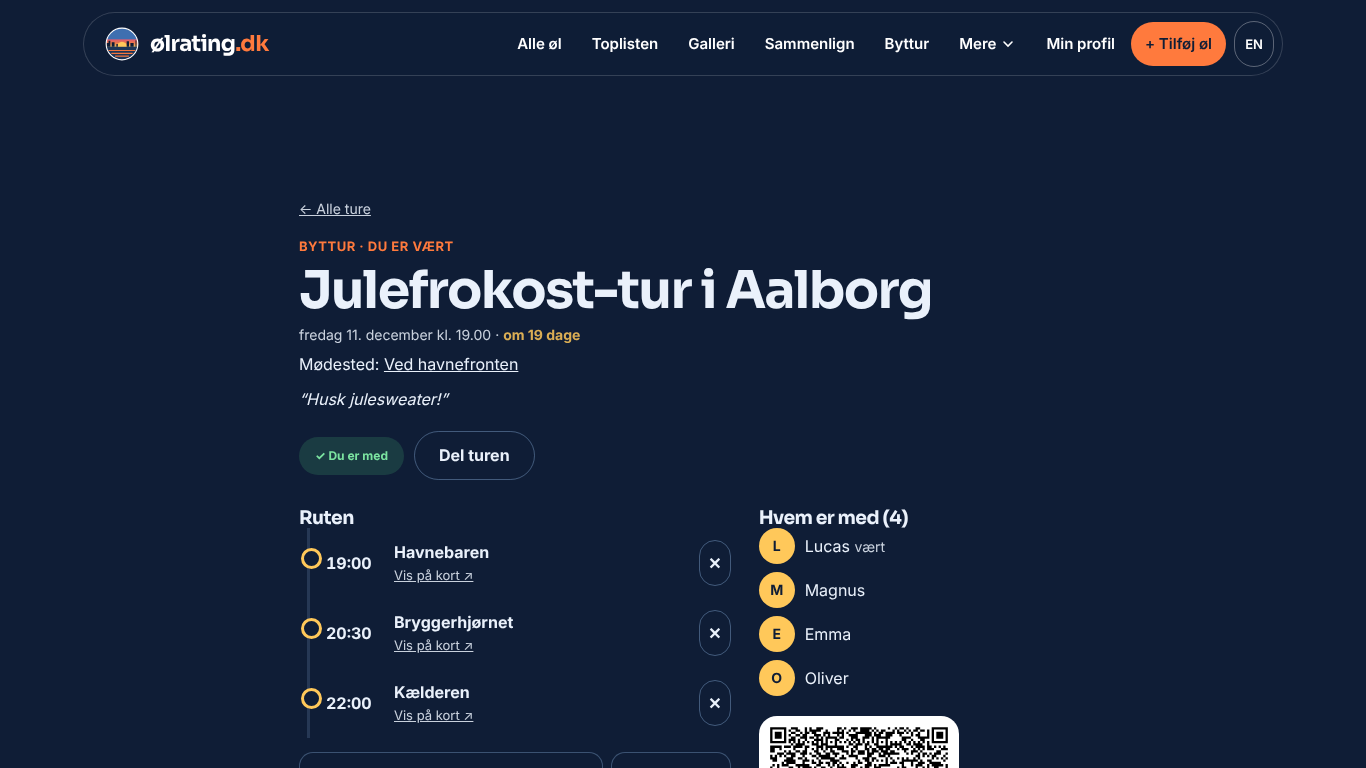 ølrating.dk
Alle øl
Toplisten
Galleri
Sammenlign
Byttur
Mere
Min profil
+ Tilføj øl
EN
← Alle ture
BYTTUR · DU ER VÆRT
Julefrokost-tur i Aalborg
fredag 11. december kl. 19.00 · om 19 dage
Mødested: Ved havnefronten
“Husk julesweater!”
✓ Du er med
Del turen
Ruten
19:00
Havnebaren
Vis på kort ↗
✕
20:30
Bryggerhjørnet
Vis på kort ↗
✕
22:00
Kælderen
Vis på kort ↗
✕
Hvem er med (4)
L
Lucas vært
M
Magnus
E
Emma
O
Oliver